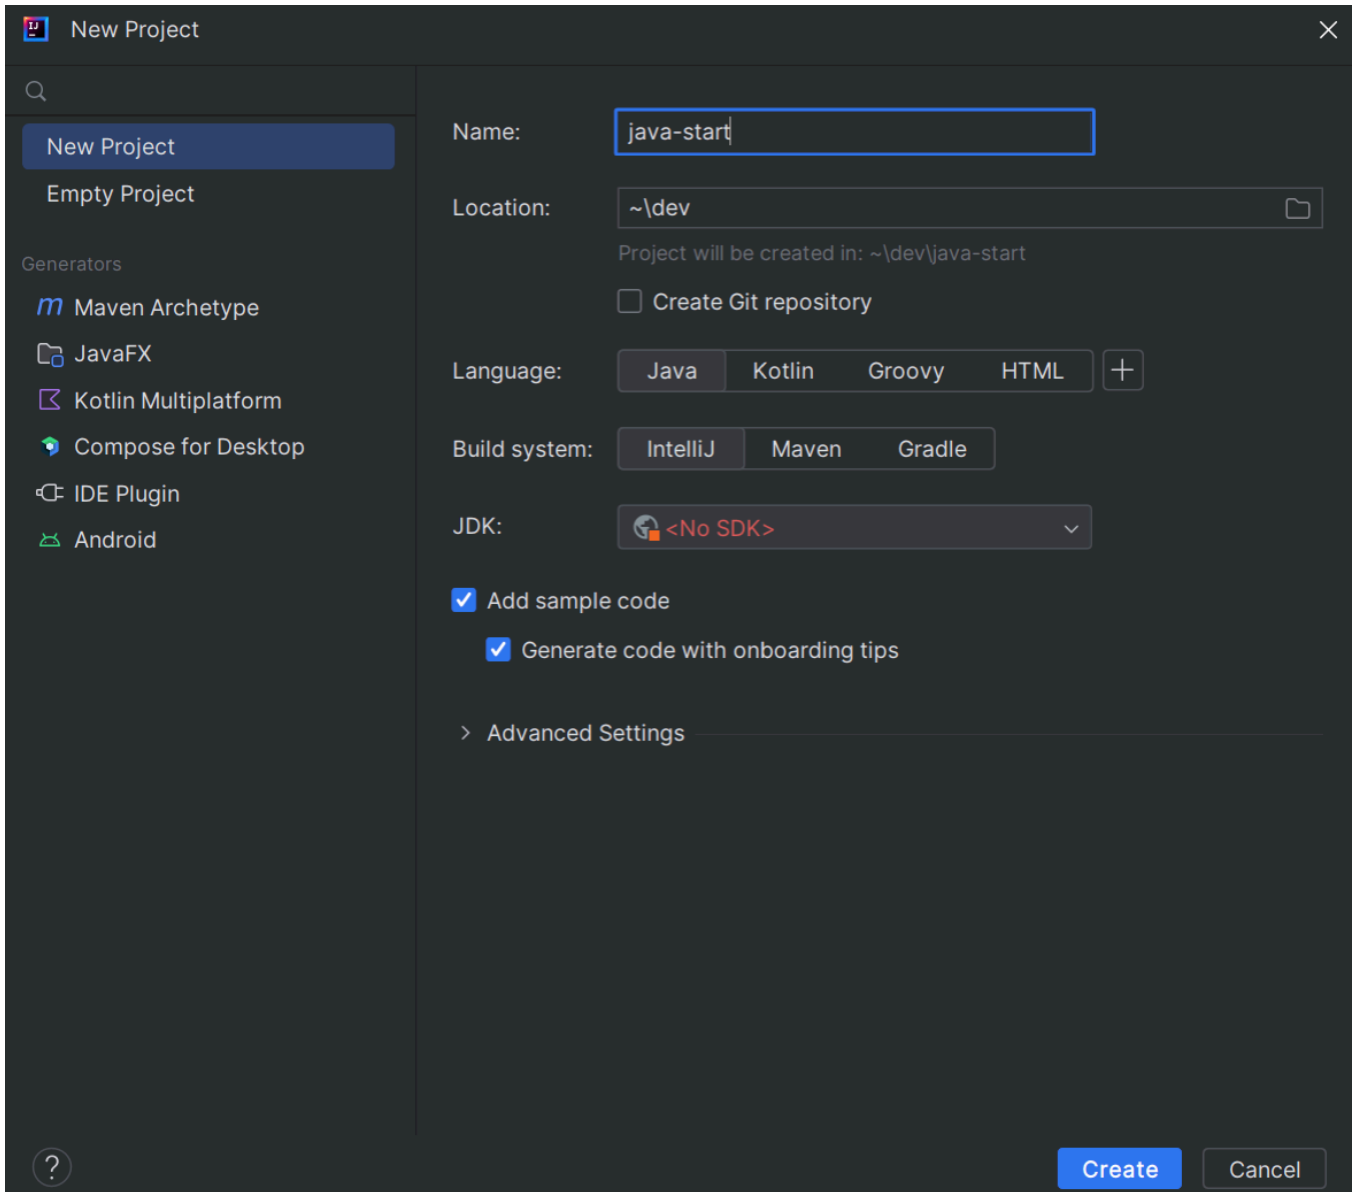 New Project
New Project
Empty Project
Generators
Maven Archetype
JavaFX
Kotlin Multiplatform
Compose for Desktop
IDE Plugin
Android
Name: java-start
Location: ~\dev
Project will be created in: ~\dev\java-start
Create Git repository
Language: Java Kotlin Groovy HTML
Build system: IntelliJ Maven Gradle
JDK: <No SDK>
Add sample code
Generate code with onboarding tips
Advanced Settings
? Create Cancel